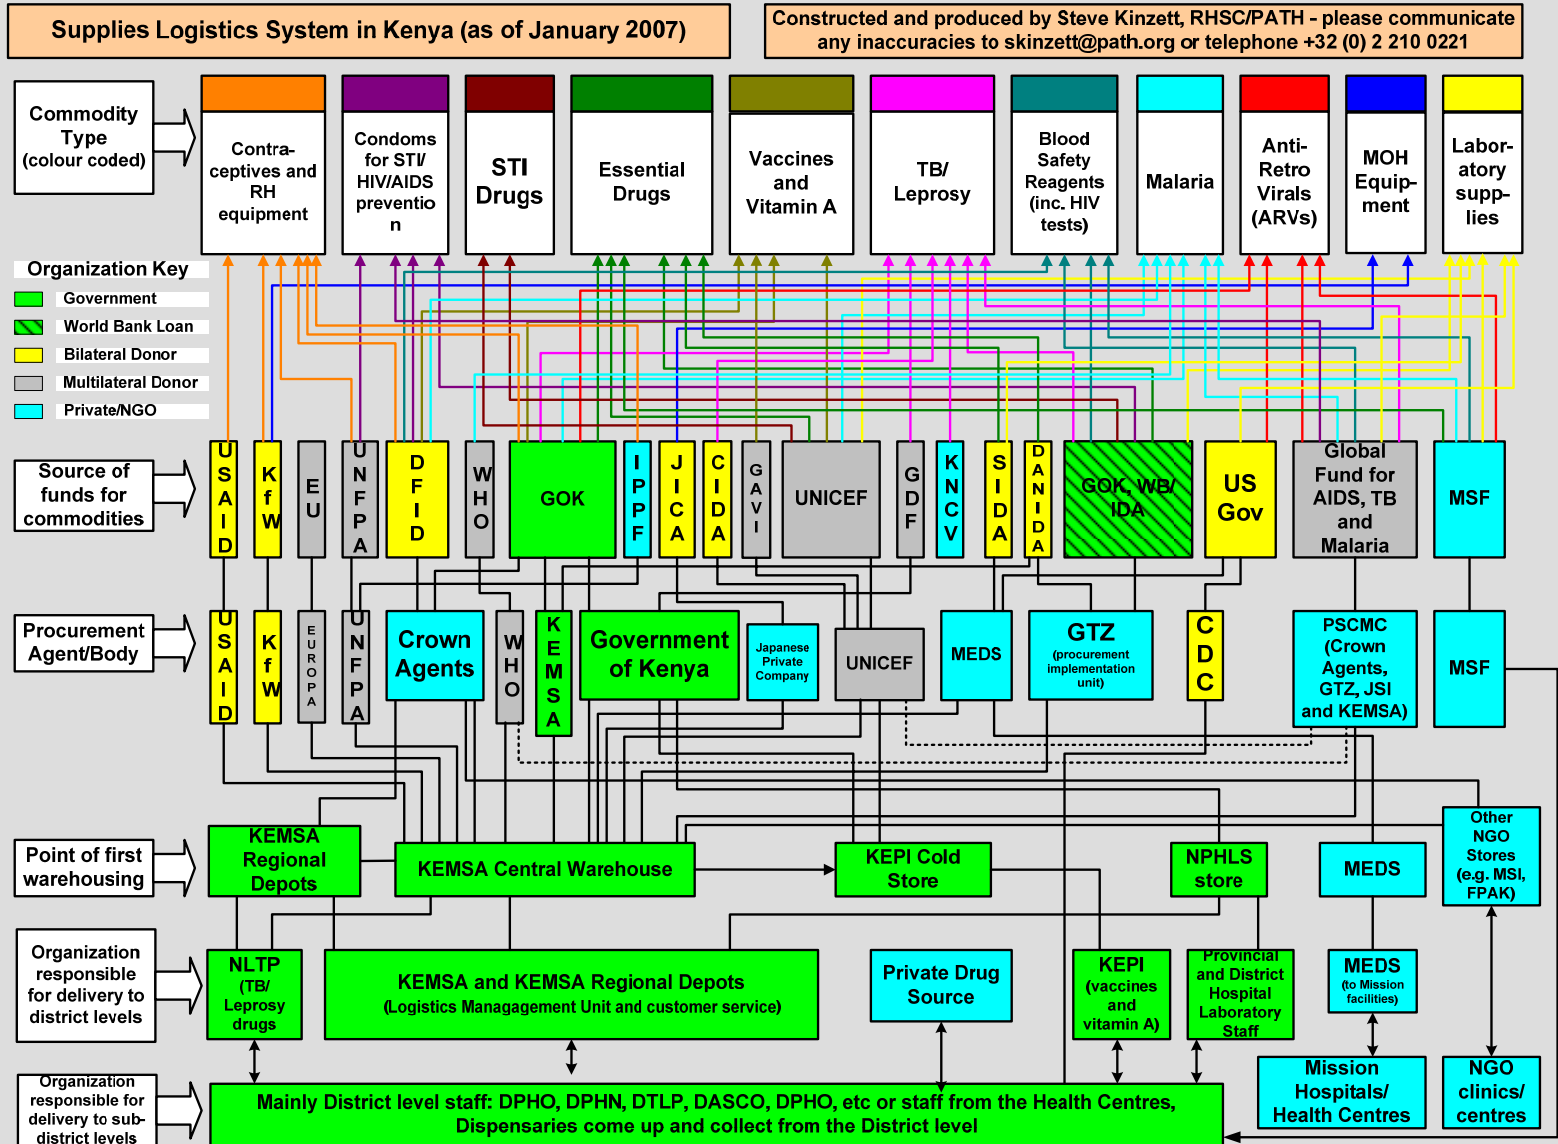 Supplies Logistics System in Kenya (as of January 2007)
Constructed and produced by Steve Kinzett, RHSC/PATH - please communicate
any inaccuracies to skinzett@path.org or telephone +32 (0) 2 210 0221
Commodity
Type
(colour coded)
Contra-
ceptives and
RH
equipment
Condoms
for STI/
HIV/AIDS
preventio
n
STI
Drugs
Essential
Drugs
Vaccines
and
Vitamin A
TB/
Leprosy
Blood
Safety
Reagents
(inc. HIV
tests)
Malaria
Anti-
Retro
Virals
(ARVs)
MOH
Equip-
ment
Labor-
atory
supp-
lies
Organization Key
Government
World Bank Loan
Bilateral Donor
Multilateral Donor
Private/NGO
Source of
funds for
commodities
USAID
KfW
EU
UNFPA
DFID
WHO
GOK
IPPF
JICA
CIDA
GAVI
UNICEF
GDF
KNCV
SIDA
DANIDA
GOK, WB/
IDA
US
Gov
Global
Fund for
AIDS, TB
and
Malaria
MSF
Procurement
Agent/Body
USAID
KfW
EUROPA
UNFPA
Crown
Agents
WHO
KEMSA
Government
of Kenya
Japanese
Private
Company
UNICEF
MEDS
GTZ
(procurement
implementation
unit)
CDC
PSCMC
(Crown
Agents,
GTZ, JSI
and KEMSA)
MSF
Point of first
warehousing
KEMSA
Regional
Depots
KEMSA Central Warehouse
KEPI Cold
Store
NPHLS
store
MEDS
Other
NGO
Stores
(e.g. MSI,
FPAK)
Organization
responsible
for delivery to
district levels
NLTP
(TB/
Leprosy
drugs
KEMSA and KEMSA Regional Depots
(Logistics Managagement Unit and customer service)
Private Drug
Source
KEPI
(vaccines
and
vitamin A)
Provincial
and District
Hospital
Laboratory
Staff
MEDS
(to Mission
facilities)
Organization
responsible for
delivery to sub-
district levels
Mainly District level staff: DPHO, DPHN, DTLP, DASCO, DPHO, etc or staff from the Health Centres,
Dispensaries come up and collect from the District level
Mission
Hospitals/
Health Centres
NGO
clinics/
centres